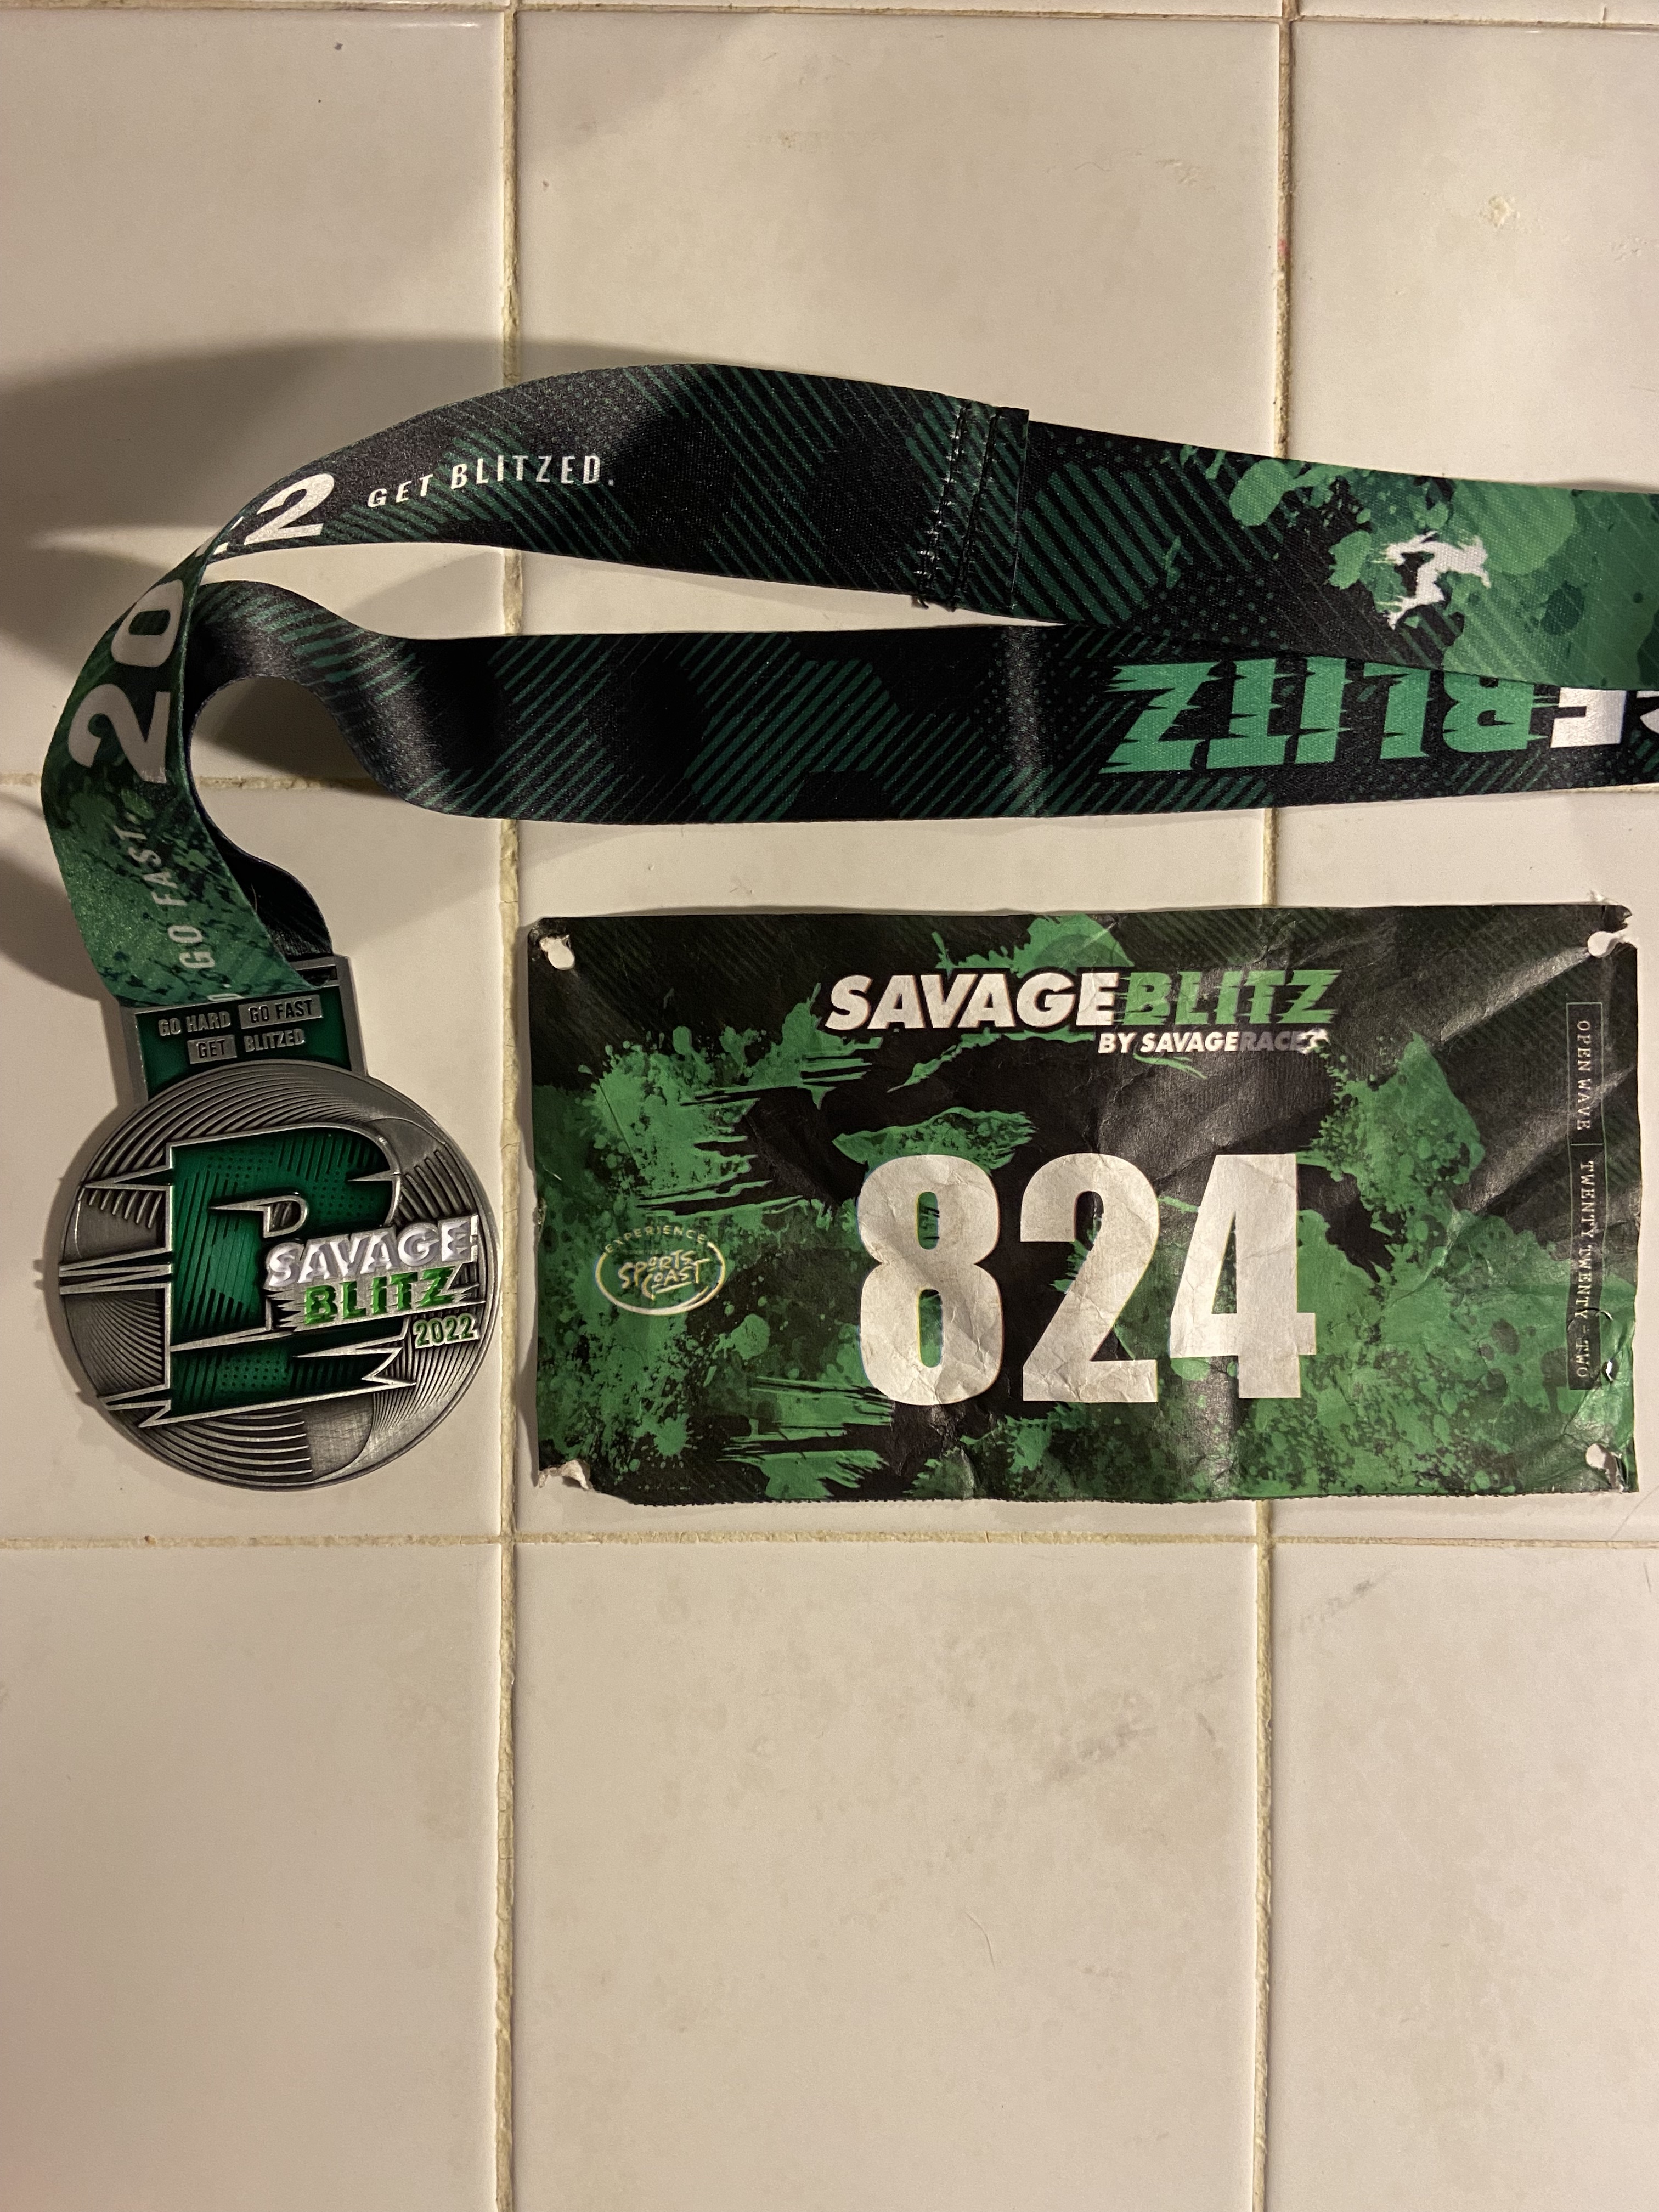 2022 GET BLITZED.
GO FAST.
BLITZ
GO HARD GO FAST
GET BLITZED
SAVAGE
BLITZ
2022
SAVAGEBLITZ
BY SAVAGERACE
EXPERIENCE
SPORTS
COAST
824
OPEN WAVE TWENTY TWENTY - TWO